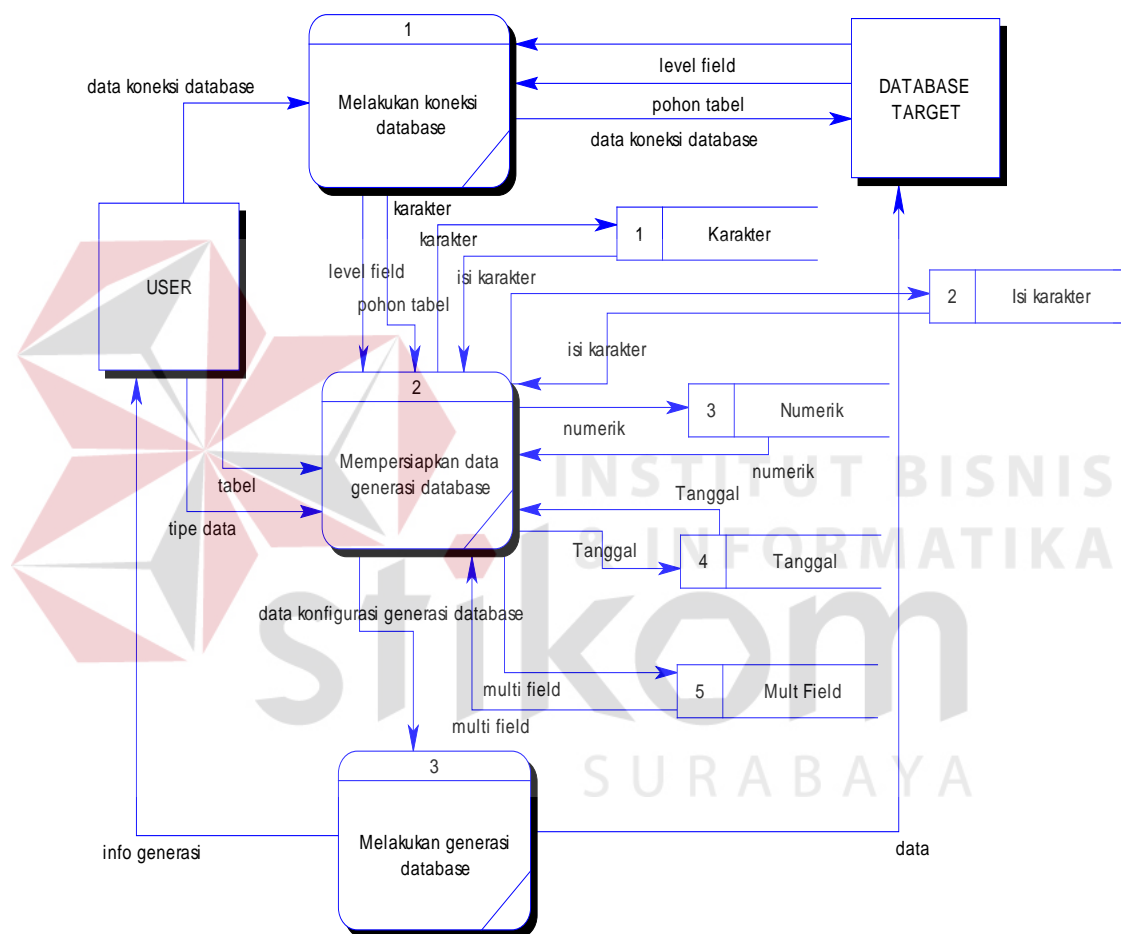 1
level field
data koneksi database
Melakukan koneksi
database
pohon tabel
data koneksi database
DATABASE
TARGET
karakter
karakter
1
Karakter
level field
isi karakter
USER
pohon tabel
2
Isi karakter
isi karakter
2
3
Numerik
numerik
Mempersiapkan data
generasi database
numerik
INSTITUT BISNIS
& INFORMATIKA
tabel
tipe data
Tanggal
Tanggal
4
Tanggal
data konfigurasi generasi database
stikom
multi field
5
Mult Field
multi field
SURABAYA
3
Melakukan generasi
database
info generasi
data